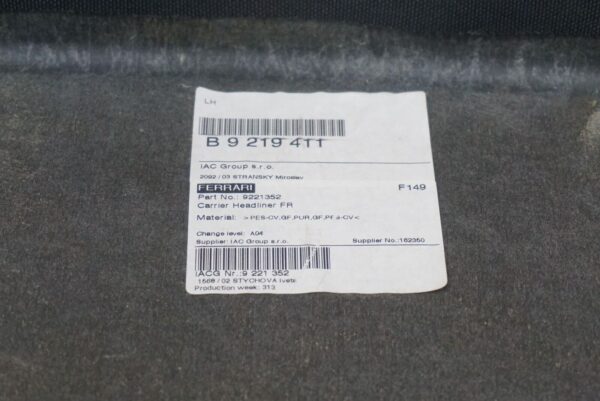 LH
B 9 219 411
IAC Group s.r.o.
2092 / 03 STRANSKY Miroslav
FERRARI F149
Part No.: 9221352
Carrier Headliner FR
Material: >PES-CV,GF,PUR,GF,PF a-CV<
Change level: A04
Supplier: IAC Group s.r.o. Supplier No.:162350
IACG Nr.:9 221 352
1568 / 02 STYCHOVA Iveta
Production week: 313